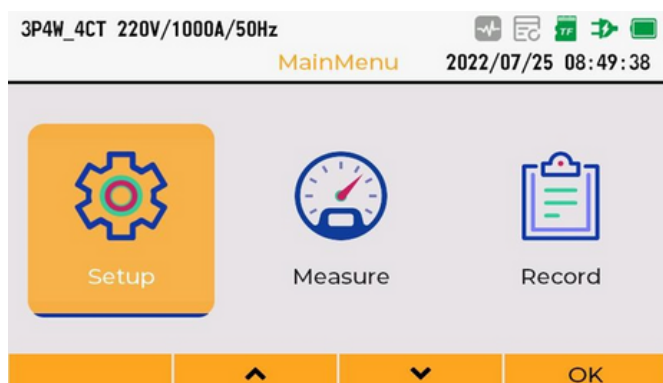 3P4W_4CT 220V/1000A/50Hz
TF
MainMenu 2022/07/25 08:49:38
Setup Measure Record
OK